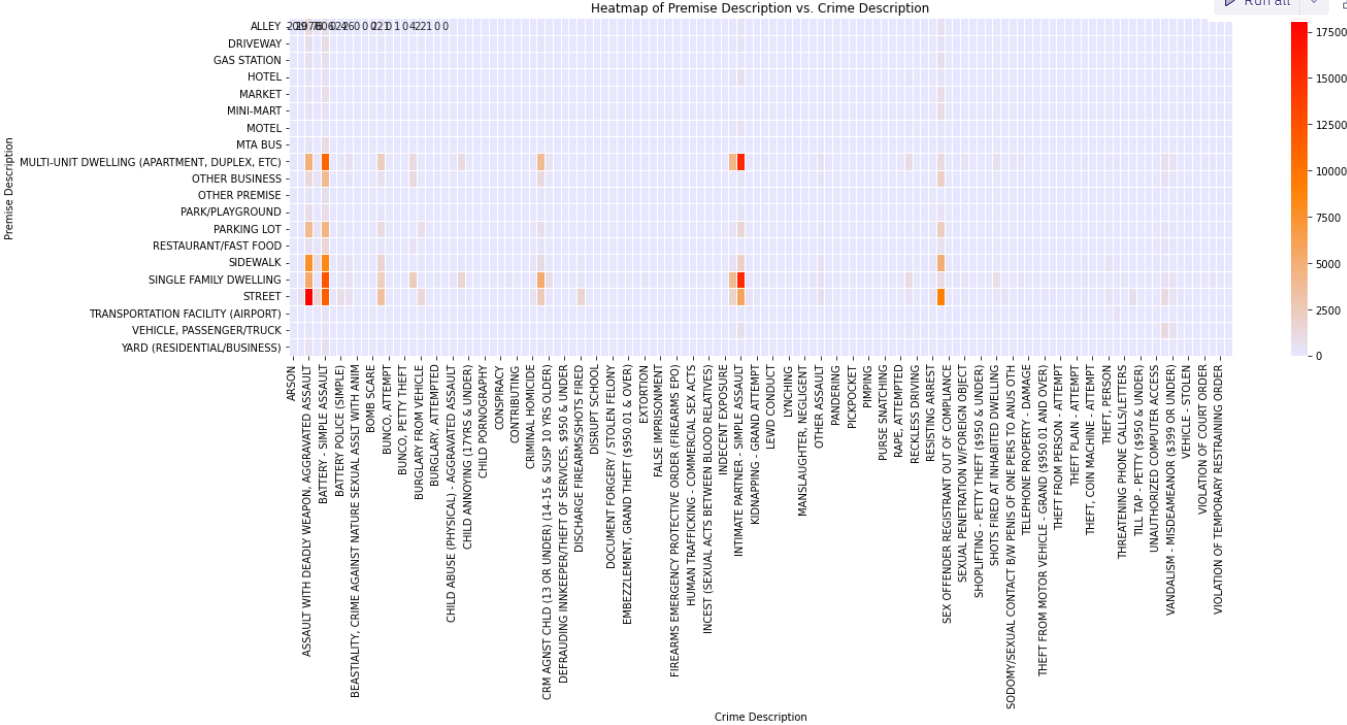 Run all
Heatmap of Premise Description vs. Crime Description
Premise Description
ALLEY
DRIVEWAY
GAS STATION
HOTEL
MARKET
MINI-MART
MOTEL
MTA BUS
MULTI-UNIT DWELLING (APARTMENT, DUPLEX, ETC)
OTHER BUSINESS
OTHER PREMISE
PARK/PLAYGROUND
PARKING LOT
RESTAURANT/FAST FOOD
SIDEWALK
SINGLE FAMILY DWELLING
STREET
TRANSPORTATION FACILITY (AIRPORT)
VEHICLE, PASSENGER/TRUCK
YARD (RESIDENTIAL/BUSINESS)
17500
15000
12500
10000
7500
5000
2500
0
ARSON
ASSAULT WITH DEADLY WEAPON, AGGRAVATED ASSAULT
BATTERY - SIMPLE ASSAULT
BATTERY POLICE (SIMPLE)
BEASTIALITY, CRIME AGAINST NATURE SEXUAL ASSLT WITH ANIM
BOMB SCARE
BUNCO, ATTEMPT
BUNCO, PETTY THEFT
BURGLARY FROM VEHICLE
BURGLARY, ATTEMPTED
CHILD ABUSE (PHYSICAL) - AGGRAVATED ASSAULT
CHILD ANNOYING (17YRS & UNDER)
CHILD PORNOGRAPHY
CONSPIRACY
CONTRIBUTING
CRIMINAL HOMICIDE
CRM AGNST CHLD (13 OR UNDER) (14-15 & SUSP 10 YRS OLDER)
DEFRAUDING INNKEEPER/THEFT OF SERVICES, $950 & UNDER
DISCHARGE FIREARMS/SHOTS FIRED
DISRUPT SCHOOL
DOCUMENT FORGERY / STOLEN FELONY
EMBEZZLEMENT, GRAND THEFT ($950.01 & OVER)
EXTORTION
FALSE IMPRISONMENT
FIREARMS EMERGENCY PROTECTIVE ORDER (FIREARMS EPO)
HUMAN TRAFFICKING - COMMERCIAL SEX ACTS
INCEST (SEXUAL ACTS BETWEEN BLOOD RELATIVES)
INDECENT EXPOSURE
INTIMATE PARTNER - SIMPLE ASSAULT
KIDNAPPING - GRAND ATTEMPT
LEWD CONDUCT
LYNCHING
MANSLAUGHTER, NEGLIGENT
OTHER ASSAULT
PANDERING
PICKPOCKET
PIMPING
PURSE SNATCHING
RAPE, ATTEMPTED
RECKLESS DRIVING
RESISTING ARREST
SEX OFFENDER REGISTRANT OUT OF COMPLIANCE
SEXUAL PENETRATION W/FOREIGN OBJECT
SHOPLIFTING - PETTY THEFT ($950 & UNDER)
SHOTS FIRED AT INHABITED DWELLING
SODOMY/SEXUAL CONTACT B/W PENIS OF ONE PERS TO ANUS OTH
TELEPHONE PROPERTY - DAMAGE
THEFT FROM MOTOR VEHICLE - GRAND ($950.01 AND OVER)
THEFT FROM PERSON - ATTEMPT
THEFT PLAIN - ATTEMPT
THEFT, COIN MACHINE - ATTEMPT
THEFT, PERSON
THREATENING PHONE CALLS/LETTERS
TILL TAP - PETTY ($950 & UNDER)
UNAUTHORIZED COMPUTER ACCESS
VANDALISM - MISDEAMEANOR ($399 OR UNDER)
VEHICLE - STOLEN
VIOLATION OF COURT ORDER
VIOLATION OF TEMPORARY RESTRAINING ORDER
Crime Description